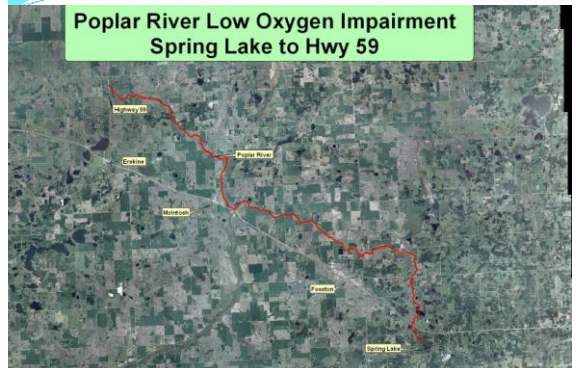 Poplar River Low Oxygen Impairment
Spring Lake to Hwy 59
Highway 59
Poplar River
Erskine
McIntosh
Fosston
Spring Lake